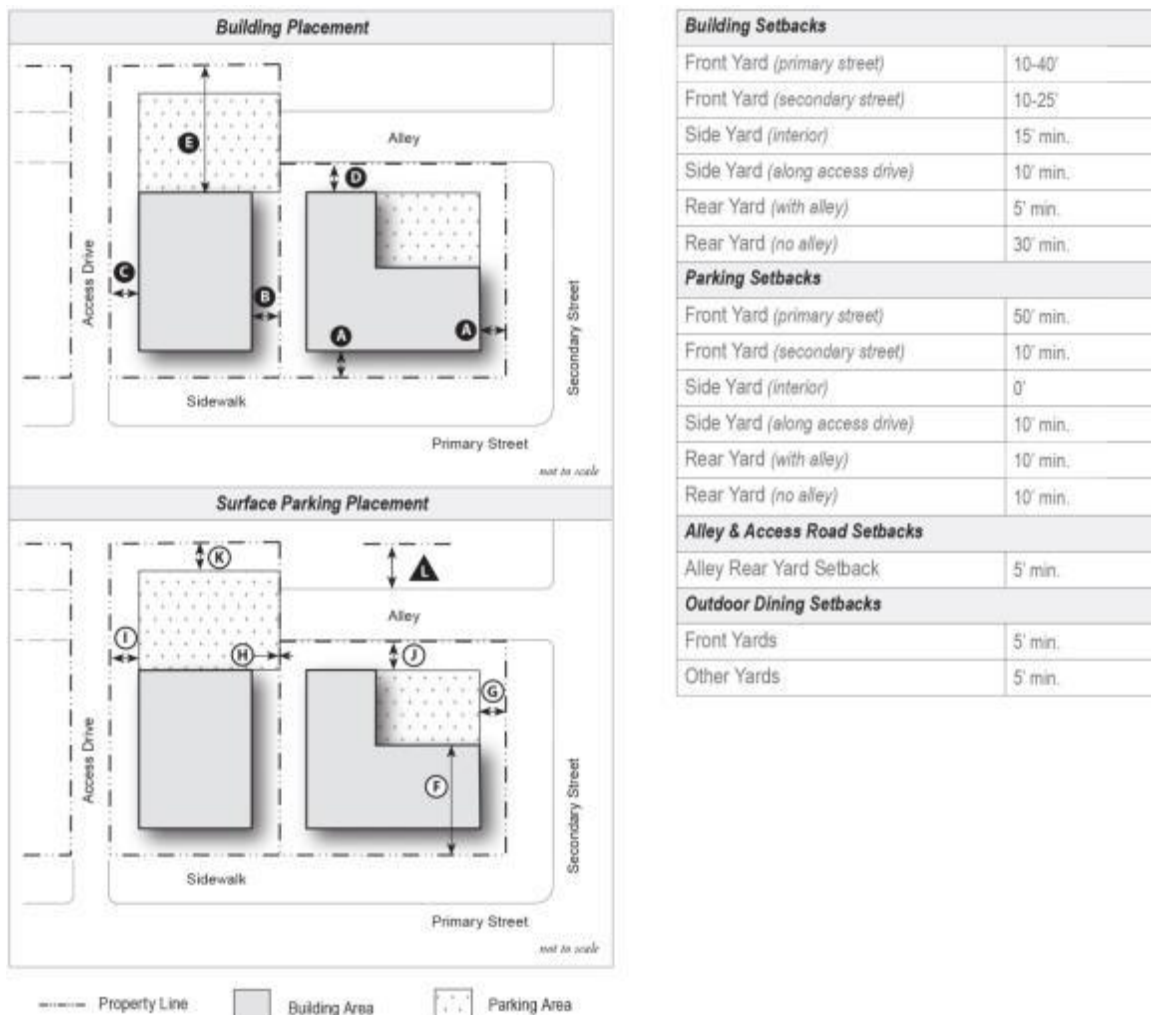 Building Placement
E
Alley
D
C
Access Drive
B
A
A
Secondary Street
Sidewalk
Primary Street
not to scale
Surface Parking Placement
K
L
Alley
I
H
J
G
Access Drive
F
Secondary Street
Sidewalk
Primary Street
not to scale
Property Line
Building Area
Parking Area
Building Setbacks
Front Yard (primary street) 10-40'
Front Yard (secondary street) 10-25'
Side Yard (interior) 15' min.
Side Yard (along access drive) 10' min.
Rear Yard (with alley) 5' min.
Rear Yard (no alley) 30' min.
Parking Setbacks
Front Yard (primary street) 50' min.
Front Yard (secondary street) 10' min.
Side Yard (interior) 0'
Side Yard (along access drive) 10' min.
Rear Yard (with alley) 10' min.
Rear Yard (no alley) 10' min.
Alley & Access Road Setbacks
Alley Rear Yard Setback 5' min.
Outdoor Dining Setbacks
Front Yards 5' min.
Other Yards 5' min.